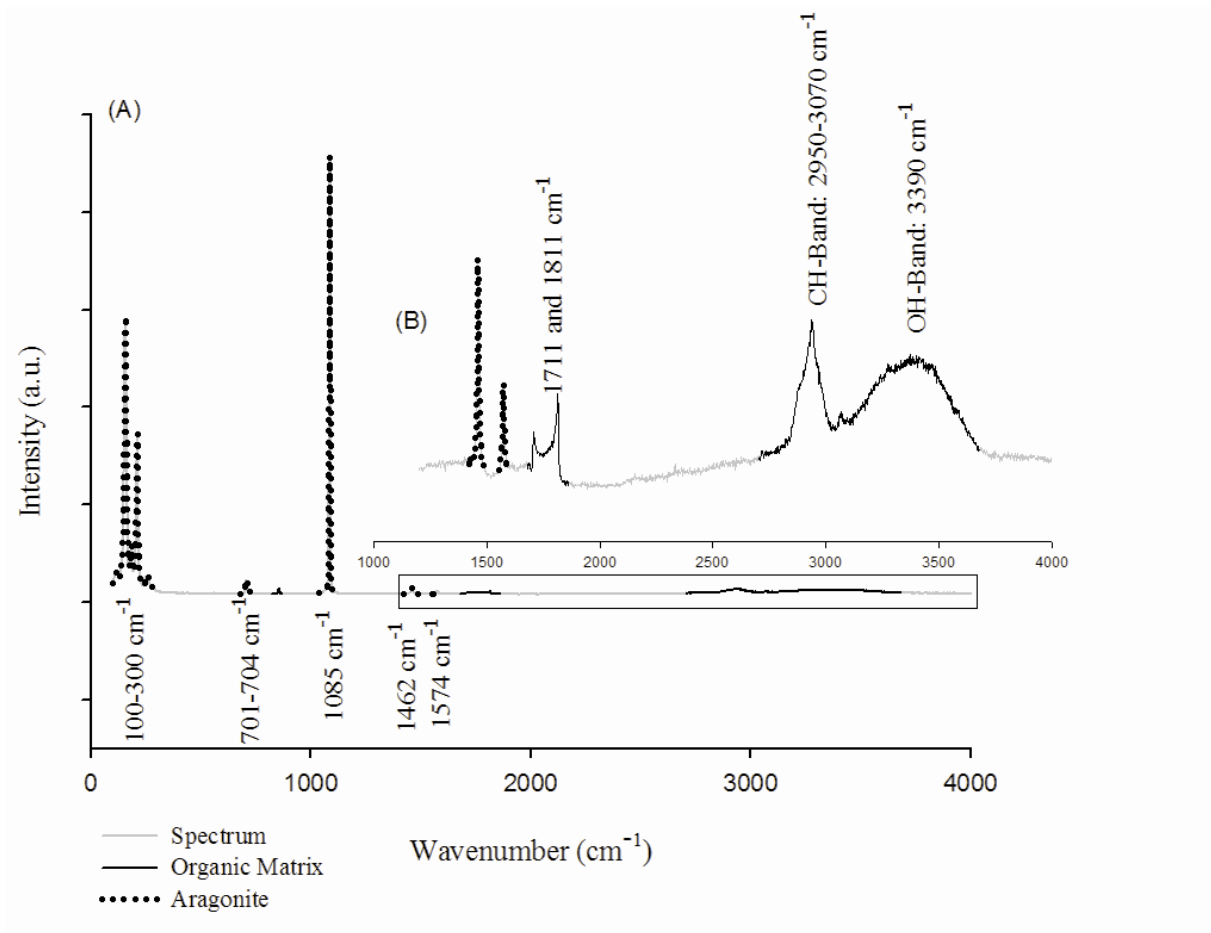 (A)
(B)
Intensity (a.u.)
100-300 cm⁻¹
701-704 cm⁻¹
1085 cm⁻¹
1462 cm⁻¹
1574 cm⁻¹
1711 and 1811 cm⁻¹
CH-Band: 2950-3070 cm⁻¹
OH-Band: 3390 cm⁻¹
1000 1500 2000 2500 3000 3500 4000
0 1000 2000 3000 4000
Wavenumber (cm⁻¹)
Spectrum
Organic Matrix
Aragonite